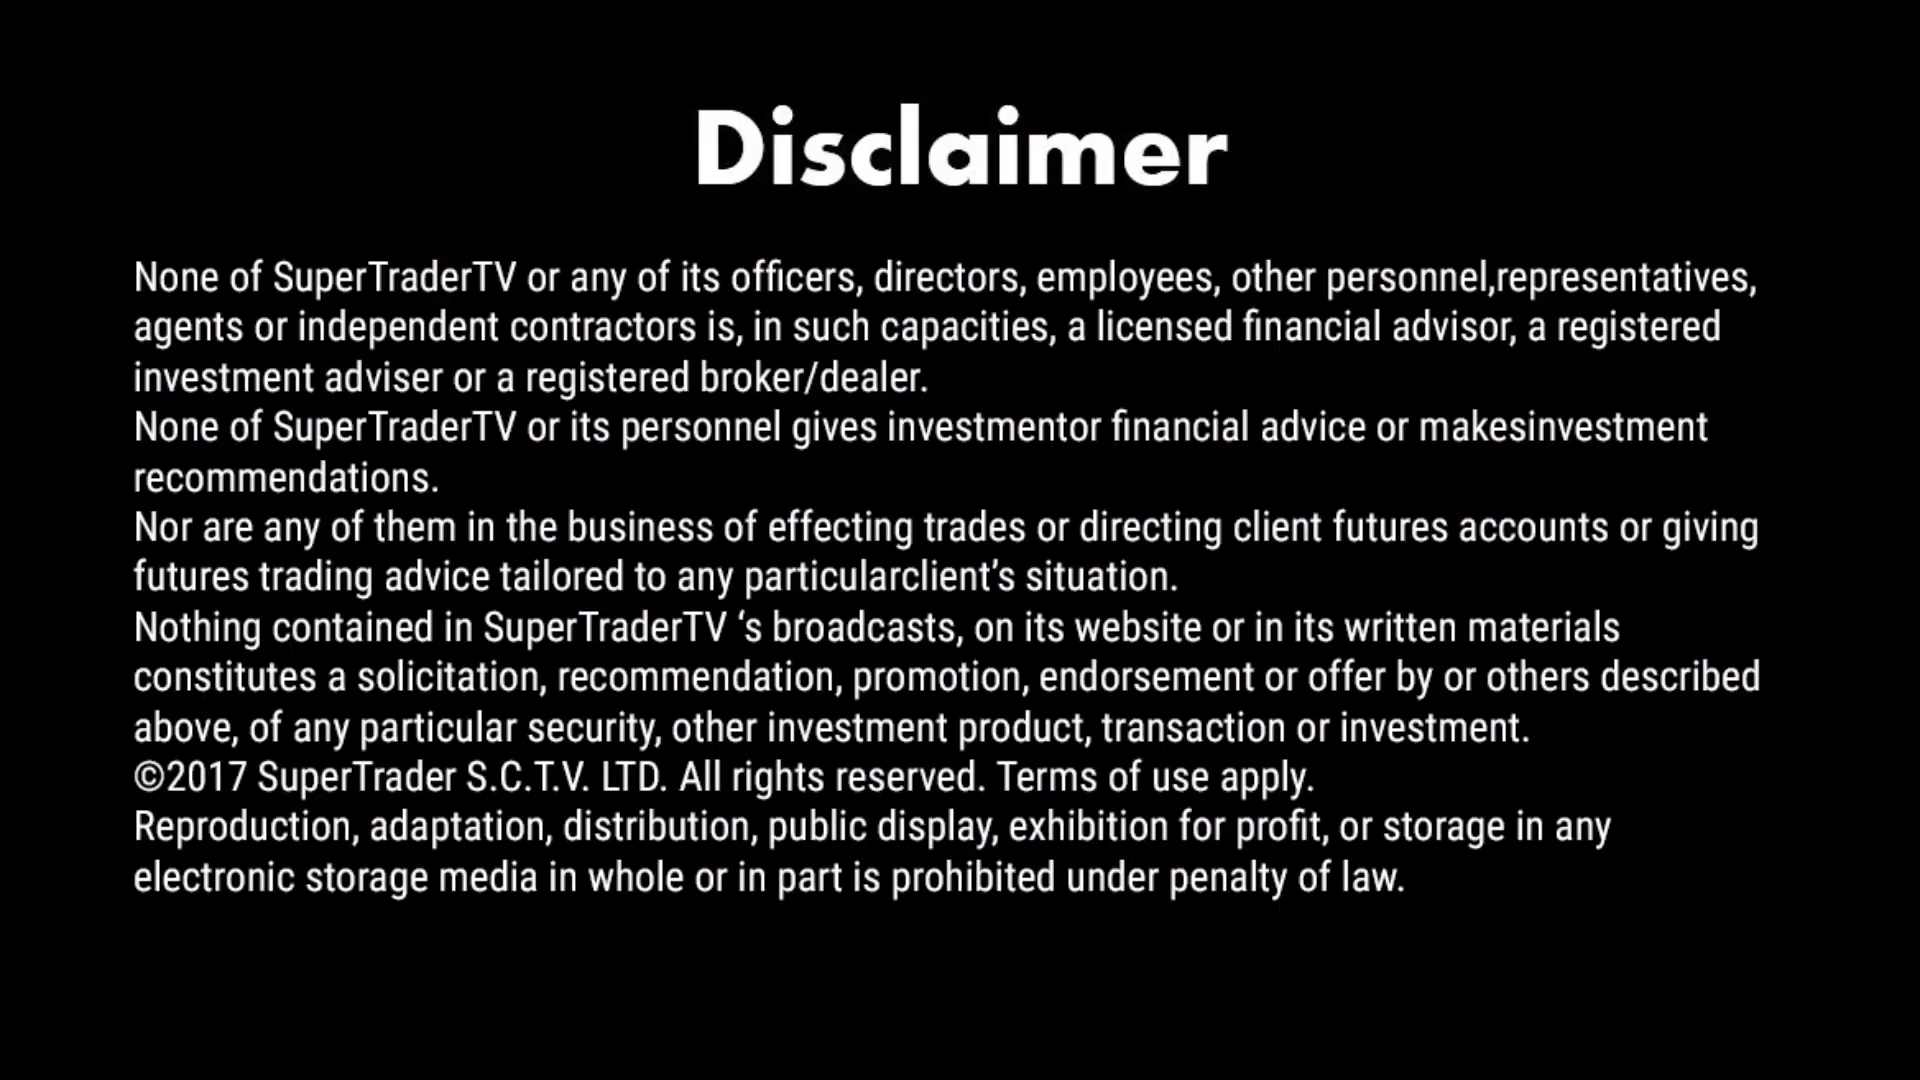 Disclaimer
None of SuperTraderTV or any of its officers, directors, employees, other personnel,representatives,
agents or independent contractors is, in such capacities, a licensed financial advisor, a registered
investment adviser or a registered broker/dealer.
None of SuperTraderTV or its personnel gives investmentor financial advice or makesinvestment
recommendations.
Nor are any of them in the business of effecting trades or directing client futures accounts or giving
futures trading advice tailored to any particularclient’s situation.
Nothing contained in SuperTraderTV ‘s broadcasts, on its website or in its written materials
constitutes a solicitation, recommendation, promotion, endorsement or offer by or others described
above, of any particular security, other investment product, transaction or investment.
©2017 SuperTrader S.C.T.V. LTD. All rights reserved. Terms of use apply.
Reproduction, adaptation, distribution, public display, exhibition for profit, or storage in any
electronic storage media in whole or in part is prohibited under penalty of law.